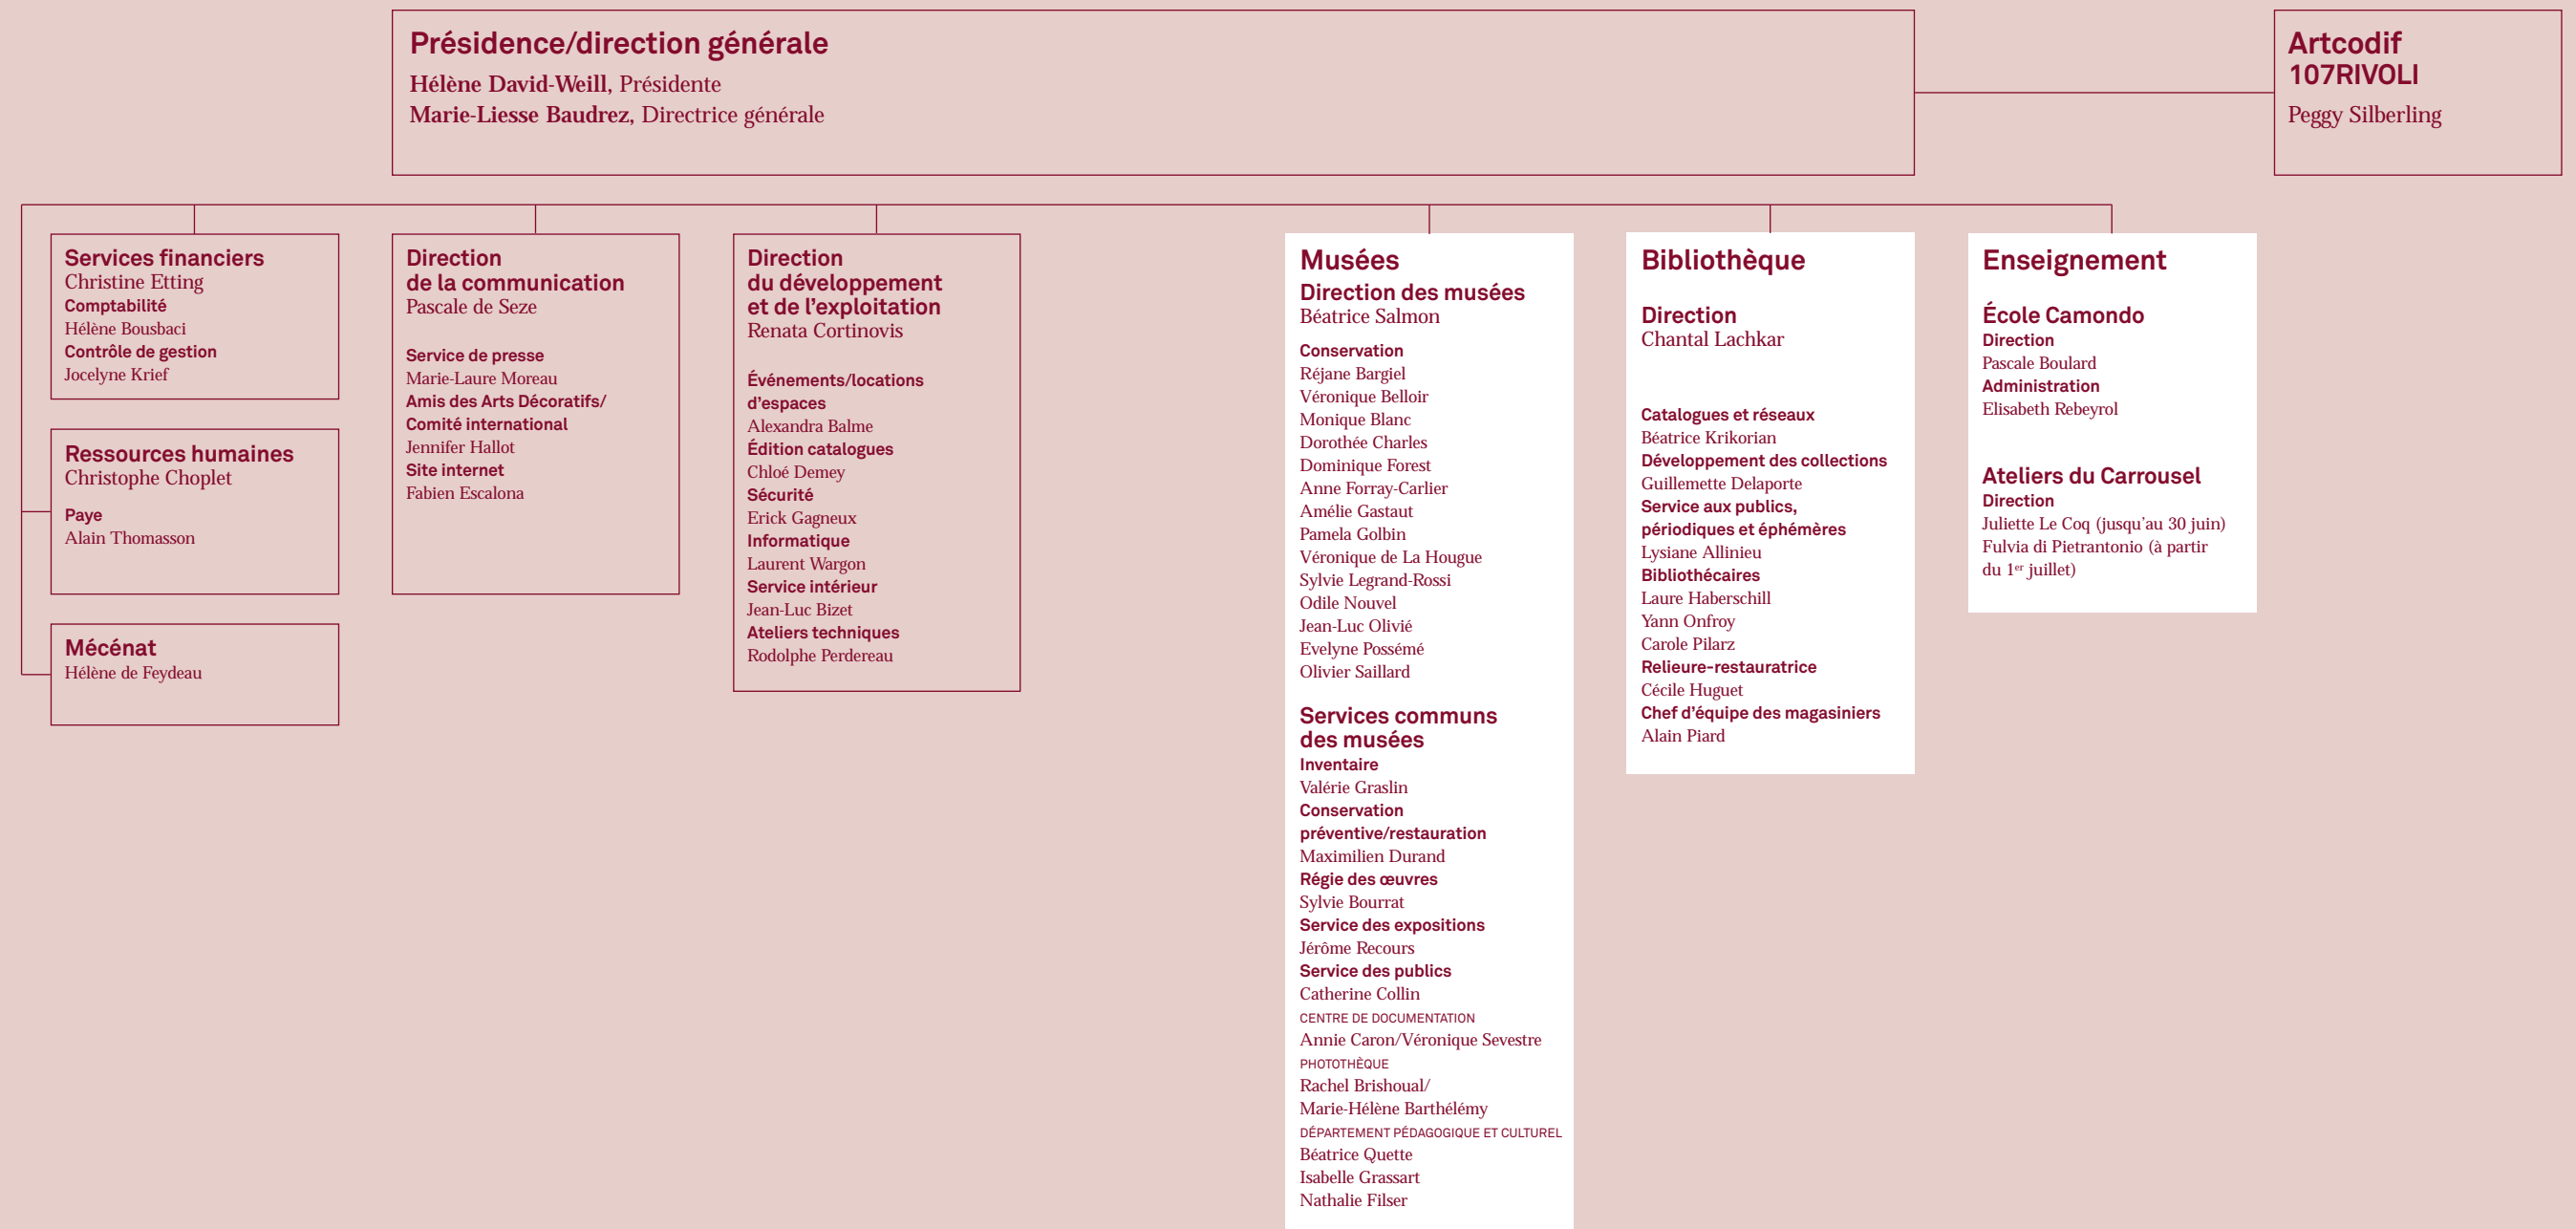 Présidence/direction générale
Hélène David-Weill, Présidente
Marie-Liesse Baudrez, Directrice générale
Artcodif
107RIVOLI
Peggy Silberling
Services financiers
Christine Etting
Comptabilité
Hélène Bousbaci
Contrôle de gestion
Jocelyne Krief
Ressources humaines
Christophe Choplet
Paye
Alain Thomasson
Mécénat
Hélène de Feydeau
Direction
de la communication
Pascale de Seze
Service de presse
Marie-Laure Moreau
Amis des Arts Décoratifs/
Comité international
Jennifer Hallot
Site internet
Fabien Escalona
Direction
du développement
et de l’exploitation
Renata Cortinovis
Événements/locations
d’espaces
Alexandra Balme
Édition catalogues
Chloé Demey
Sécurité
Erick Gagneux
Informatique
Laurent Wargon
Service intérieur
Jean-Luc Bizet
Ateliers techniques
Rodolphe Perdereau
Musées
Direction des musées
Béatrice Salmon
Conservation
Réjane Bargiel
Véronique Belloir
Monique Blanc
Dorothée Charles
Dominique Forest
Anne Forray-Carlier
Amélie Gastaut
Pamela Golbin
Véronique de La Hougue
Sylvie Legrand-Rossi
Odile Nouvel
Jean-Luc Olivié
Evelyne Possémé
Olivier Saillard
Services communs
des musées
Inventaire
Valérie Graslin
Conservation
préventive/restauration
Maximilien Durand
Régie des œuvres
Sylvie Bourrat
Service des expositions
Jérôme Recours
Service des publics
Catherine Collin
CENTRE DE DOCUMENTATION
Annie Caron/Véronique Sevestre
PHOTOTHÈQUE
Rachel Brishoual/
Marie-Hélène Barthélémy
DÉPARTEMENT PÉDAGOGIQUE ET CULTUREL
Béatrice Quette
Isabelle Grassart
Nathalie Filser
Bibliothèque
Direction
Chantal Lachkar
Catalogues et réseaux
Béatrice Krikorian
Développement des collections
Guillemette Delaporte
Service aux publics,
périodiques et éphémères
Lysiane Allinieu
Bibliothécaires
Laure Haberschill
Yann Onfroy
Carole Pilarz
Relieure-restauratrice
Cécile Huguet
Chef d’équipe des magasiniers
Alain Piard
Enseignement
École Camondo
Direction
Pascale Boulard
Administration
Elisabeth Rebeyrol
Ateliers du Carrousel
Direction
Juliette Le Coq (jusqu’au 30 juin)
Fulvia di Pietrantonio (à partir
du 1er juillet)